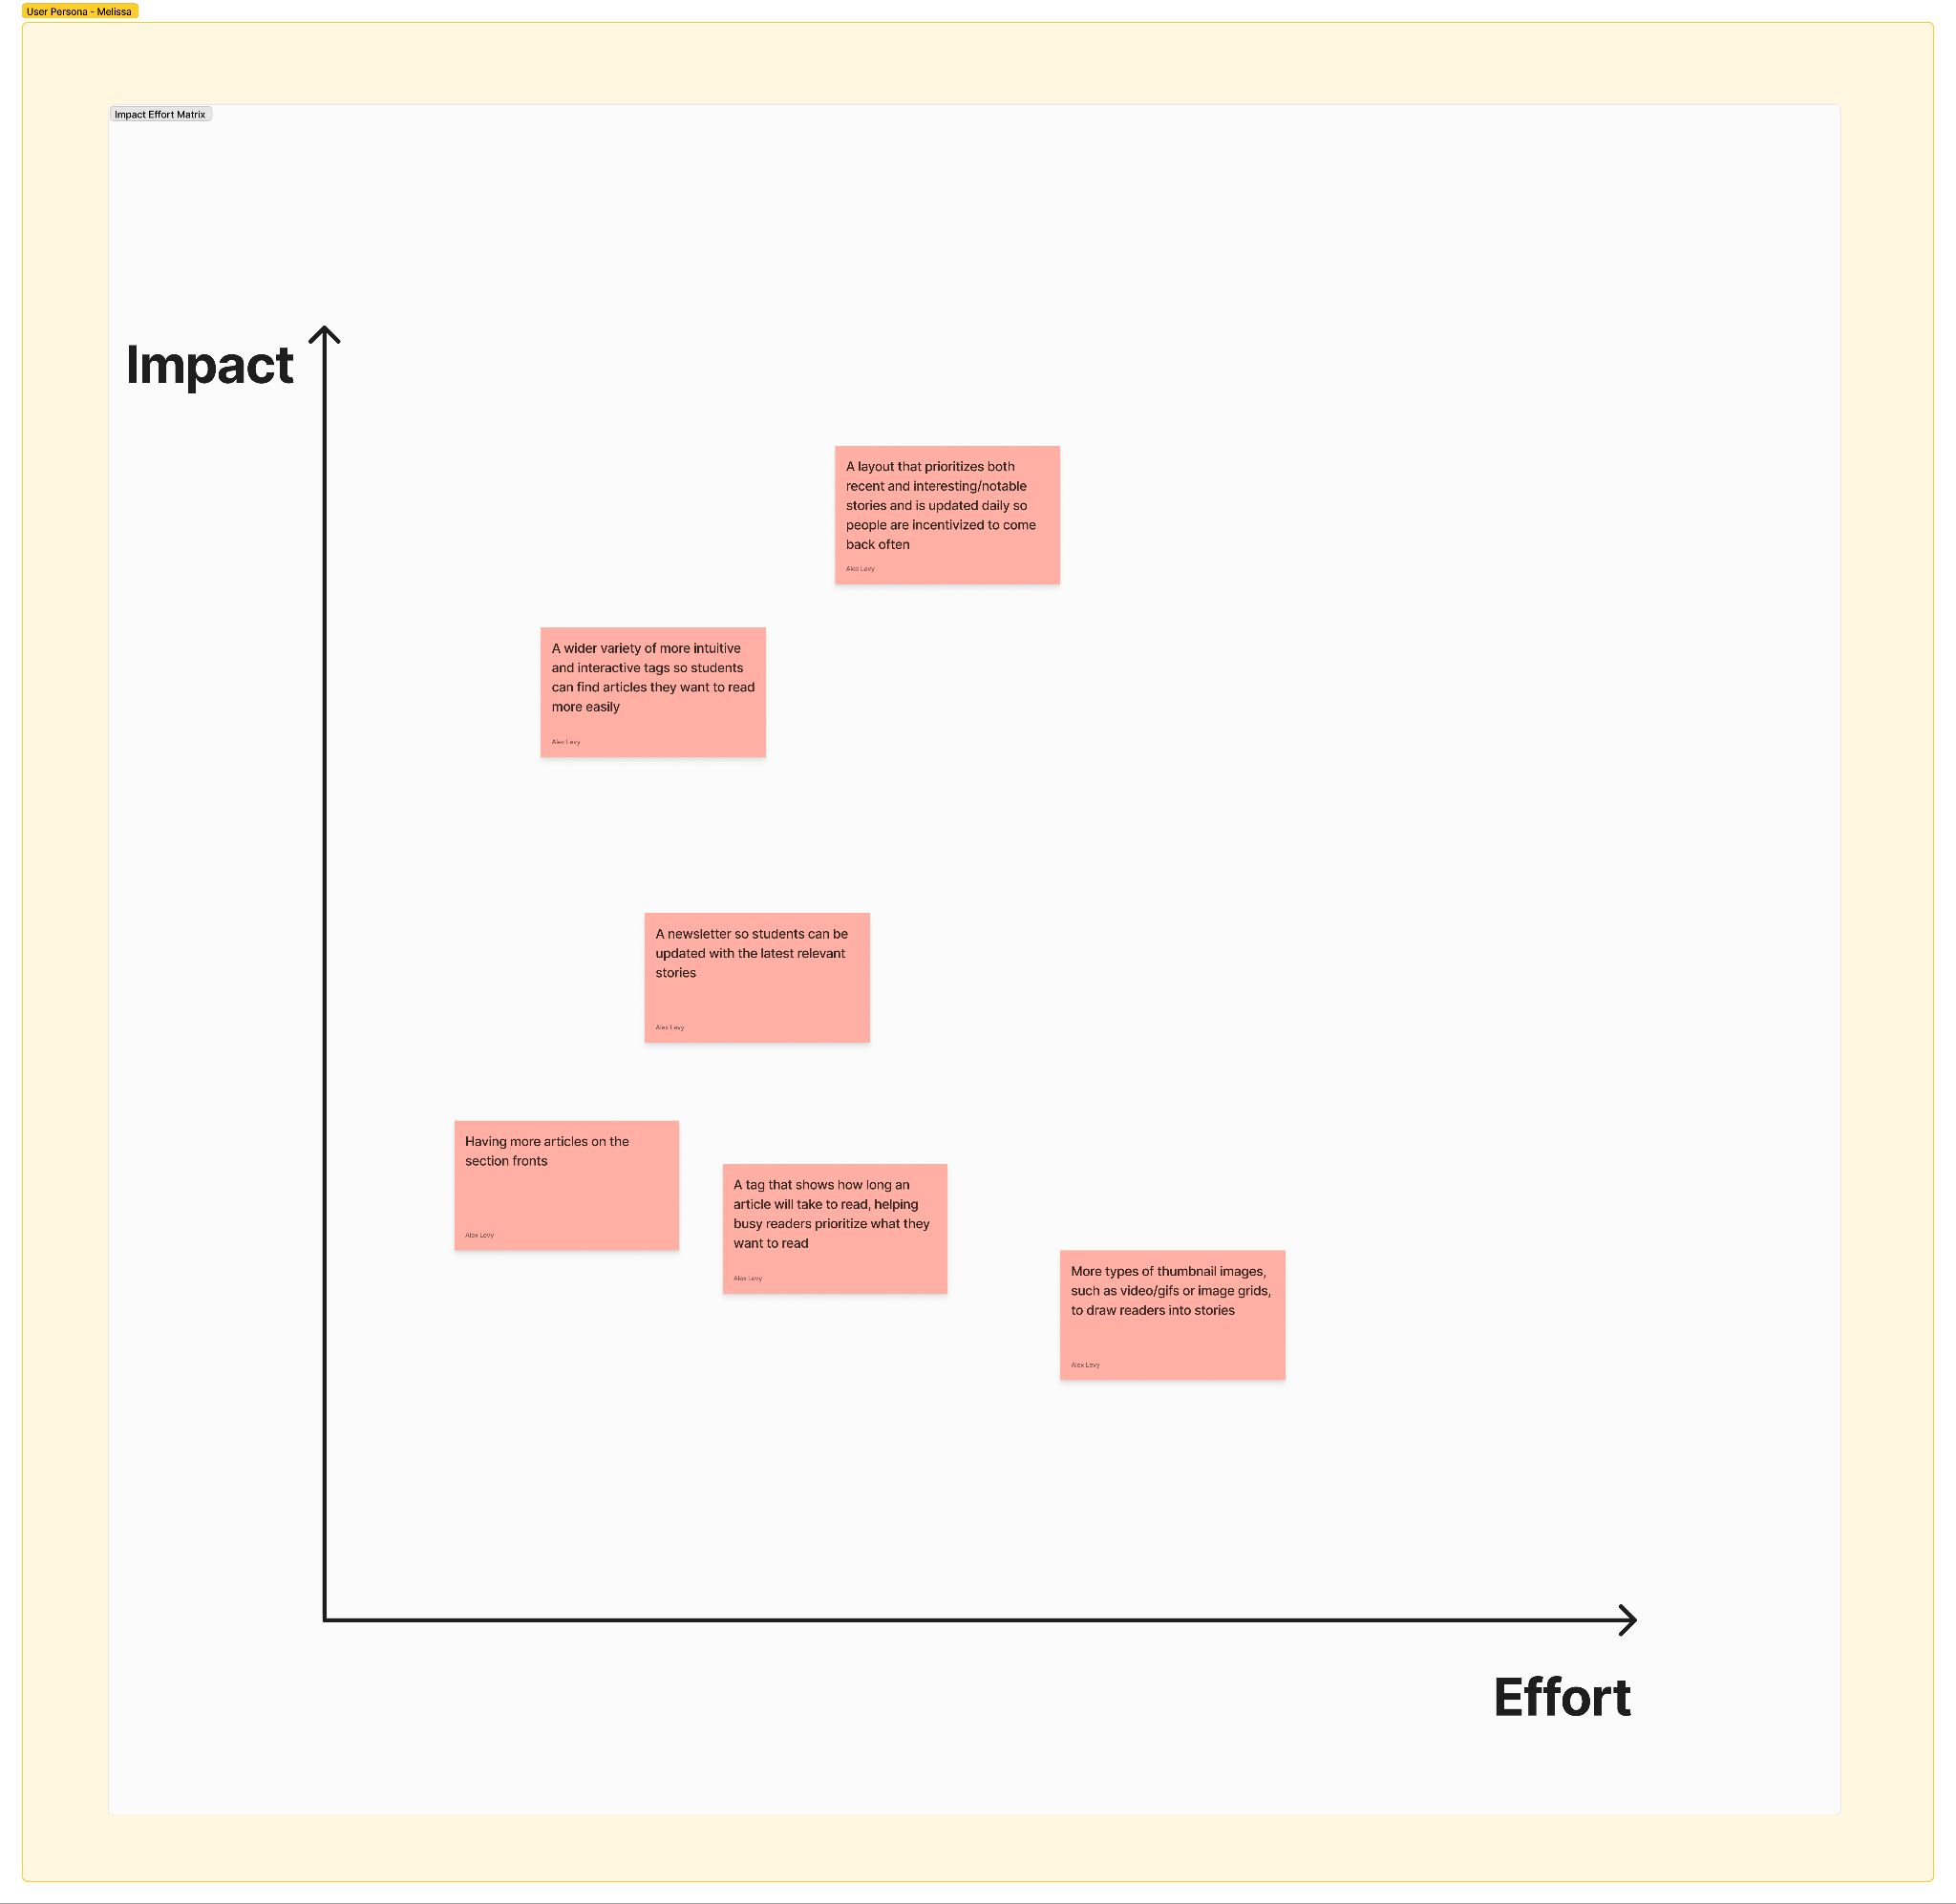 User Persona - Melissa
Impact Effort Matrix
Impact
A layout that prioritizes both
recent and interesting/notable
stories and is updated daily so
people are incentivized to come
back often
Alex Levy
A wider variety of more intuitive
and interactive tags so students
can find articles they want to read
more easily
Alex Levy
A newsletter so students can be
updated with the latest relevant
stories
Alex Levy
Having more articles on the
section fronts
Alex Levy
A tag that shows how long an
article will take to read, helping
busy readers prioritize what they
want to read
Alex Levy
More types of thumbnail images,
such as video/gifs or image grids,
to draw readers into stories
Alex Levy
Effort